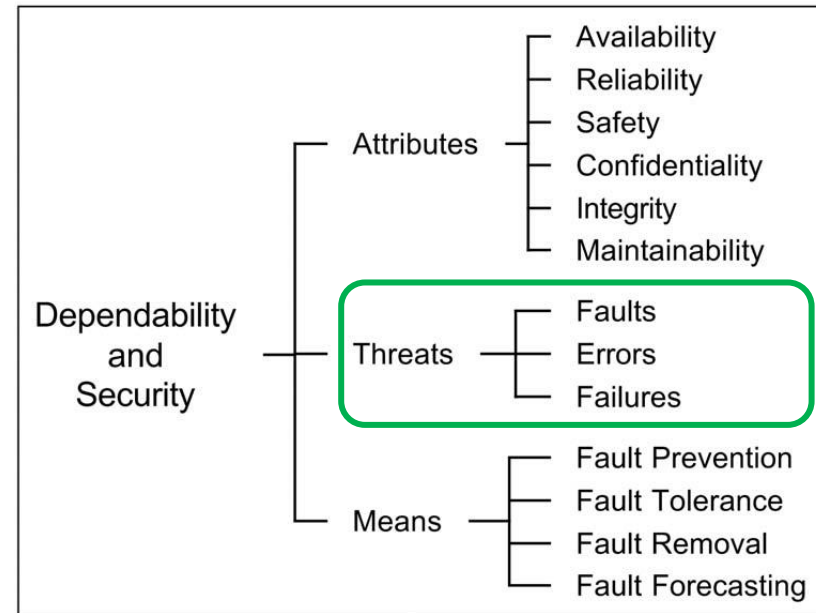 Dependability
and
Security
Attributes
Availability
Reliability
Safety
Confidentiality
Integrity
Maintainability
Threats
Faults
Errors
Failures
Means
Fault Prevention
Fault Tolerance
Fault Removal
Fault Forecasting